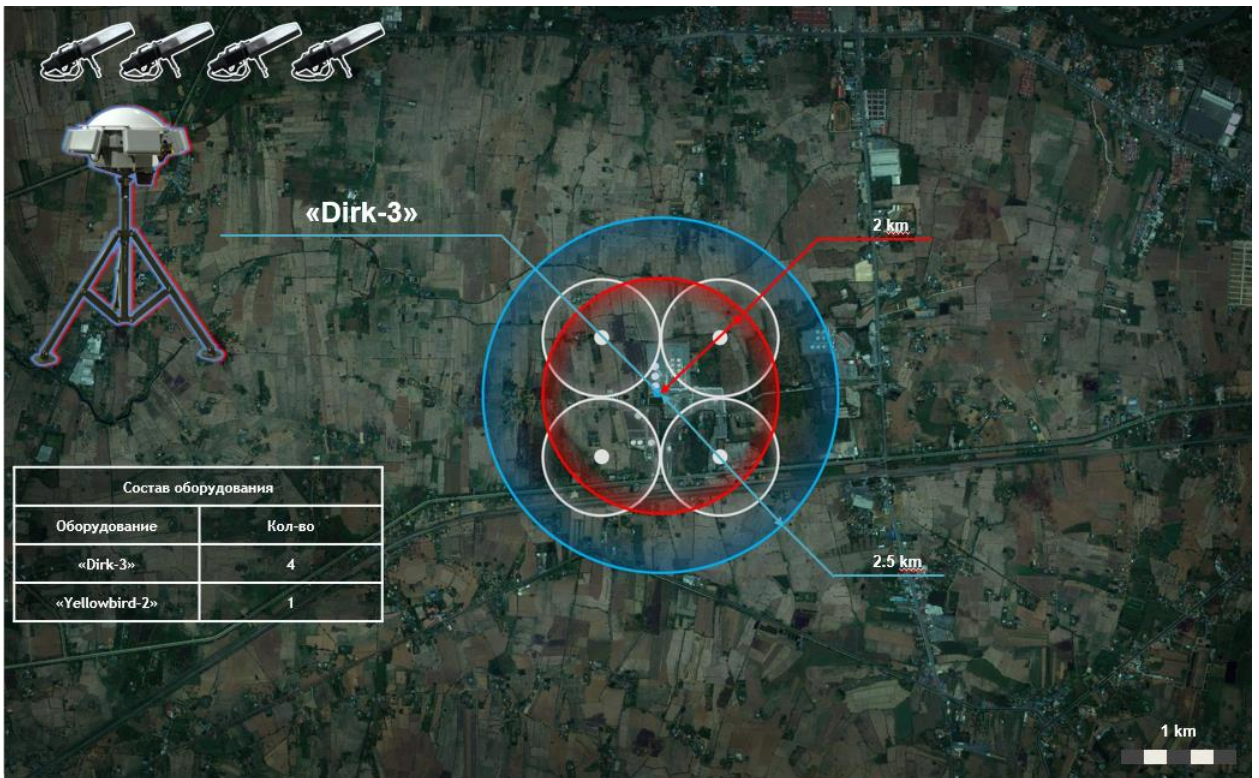 «Dirk-3»
2 km
2.5 km
Состав оборудования
Оборудование Кол-во
«Dirk-3» 4
«Yellowbird-2» 1
1 km